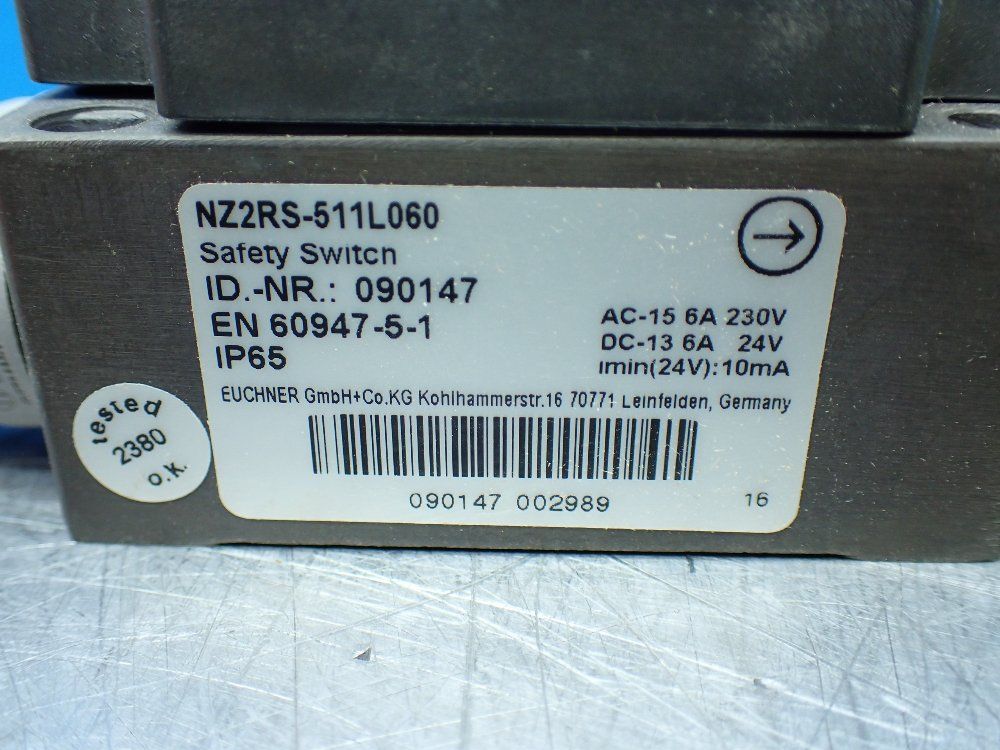 NZ2RS-511L060
Safety Switch
ID.-NR.: 090147
EN 60947-5-1
IP65
AC-15 6A 230V
DC-13 6A 24V
Imin(24V):10mA
EUCHNER GmbH+Co.KG Kohlhammerstr.16 70771 Leinfelden, Germany
090147 002989
16
tested
2380
o.k.